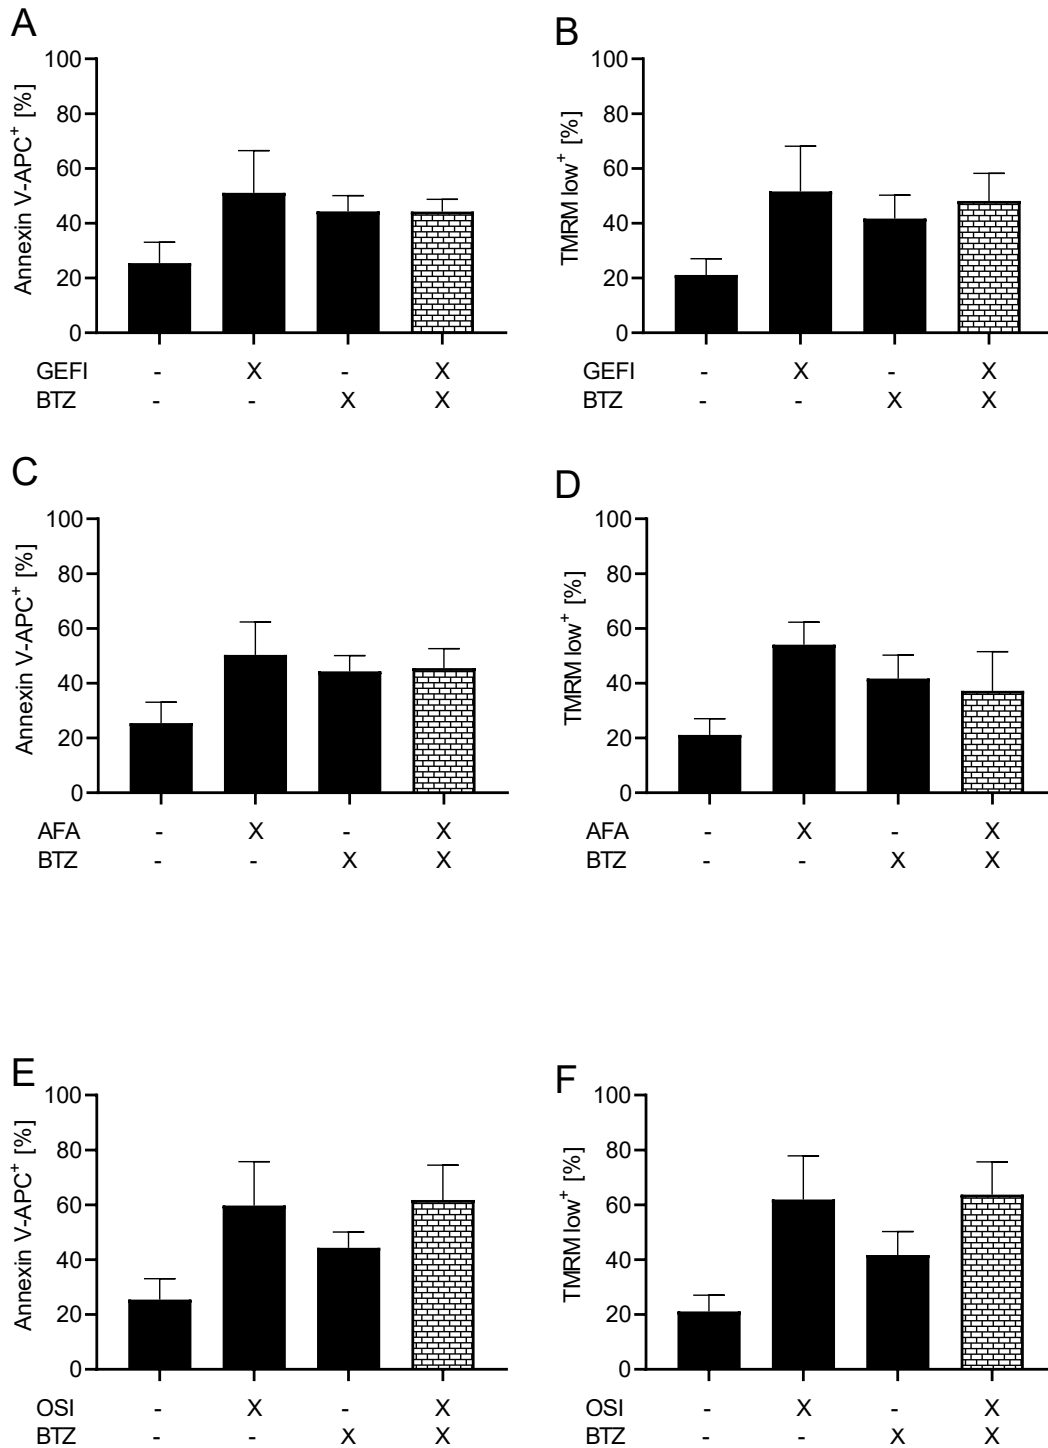 A
Annexin V-APC⁺ [%]
100
80
60
40
20
0
GEFI - X - X
BTZ - - X X
B
TMRM low⁺ [%]
100
80
60
40
20
0
GEFI - X - X
BTZ - - X X
C
Annexin V-APC⁺ [%]
100
80
60
40
20
0
AFA - X - X
BTZ - - X X
D
TMRM low⁺ [%]
100
80
60
40
20
0
AFA - X - X
BTZ - - X X
E
Annexin V-APC⁺ [%]
100
80
60
40
20
0
OSI - X - X
BTZ - - X X
F
TMRM low⁺ [%]
100
80
60
40
20
0
OSI - X - X
BTZ - - X X